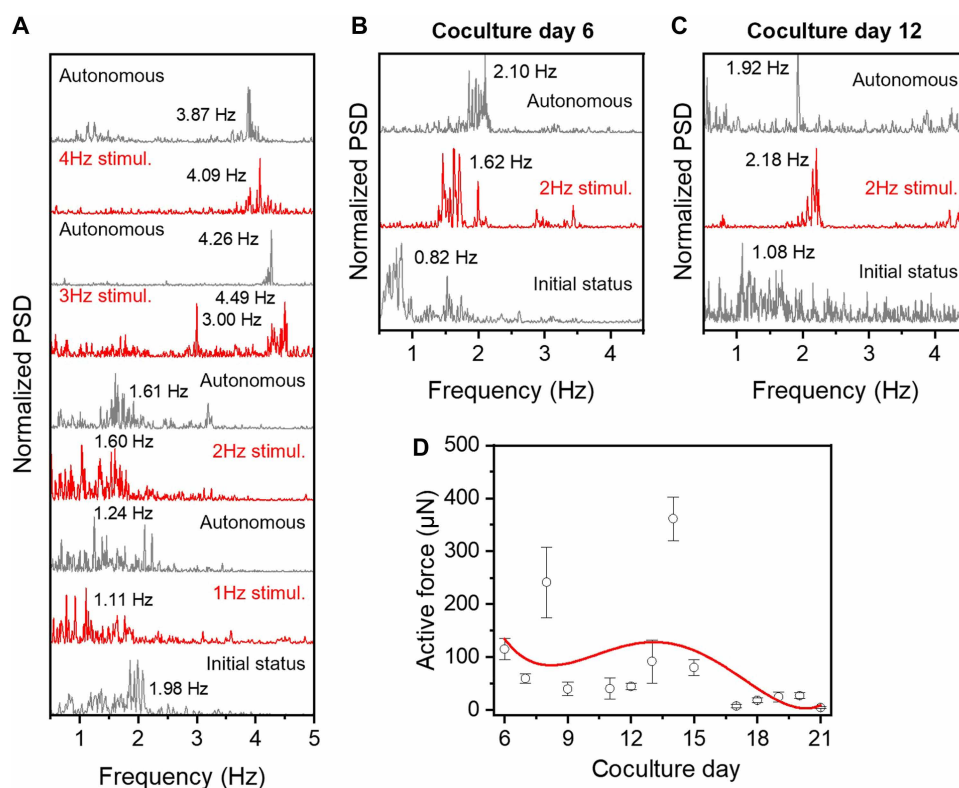 A
Autonomous
3.87 Hz
4Hz stimul.
4.09 Hz
Autonomous
4.26 Hz
3Hz stimul.
4.49 Hz
3.00 Hz
Autonomous
1.61 Hz
1.60 Hz
2Hz stimul.
1.24 Hz
Autonomous
1.11 Hz
1Hz stimul.
Initial status
1.98 Hz
Normalized PSD
1 2 3 4 5
Frequency (Hz)
B
Coculture day 6
2.10 Hz
Autonomous
1.62 Hz
2Hz stimul.
0.82 Hz
Initial status
Normalized PSD
1 2 3 4
Frequency (Hz)
C
Coculture day 12
1.92 Hz
Autonomous
2.18 Hz
2Hz stimul.
1.08 Hz
Initial status
Normalized PSD
1 2 3 4
Frequency (Hz)
D
500
400
300
200
100
0
Active force (μN)
6 9 12 15 18 21
Coculture day